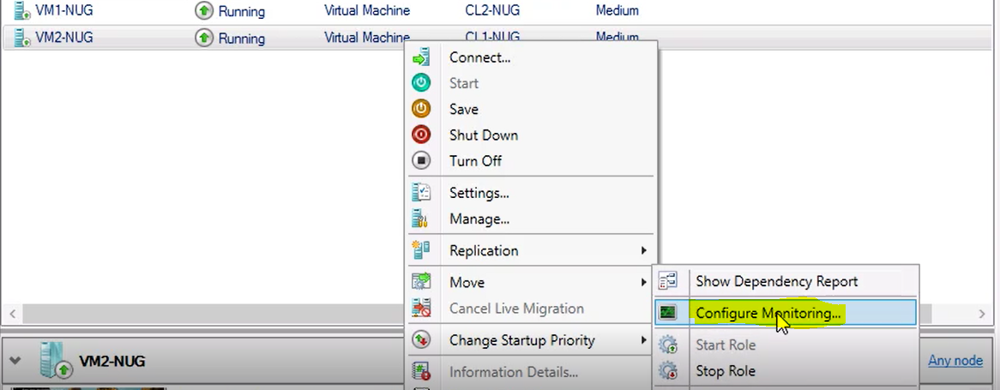 VM1-NUG Running Virtual Machine CL2-NUG Medium
VM2-NUG Running Virtual Machine CL1-NUG Medium
Connect...
Start
Save
Shut Down
Turn Off
Settings...
Manage...
Replication
Move
Cancel Live Migration
Change Startup Priority
Information Details...
Show Dependency Report
Configure Monitoring...
Start Role
Stop Role
VM2-NUG
Any node